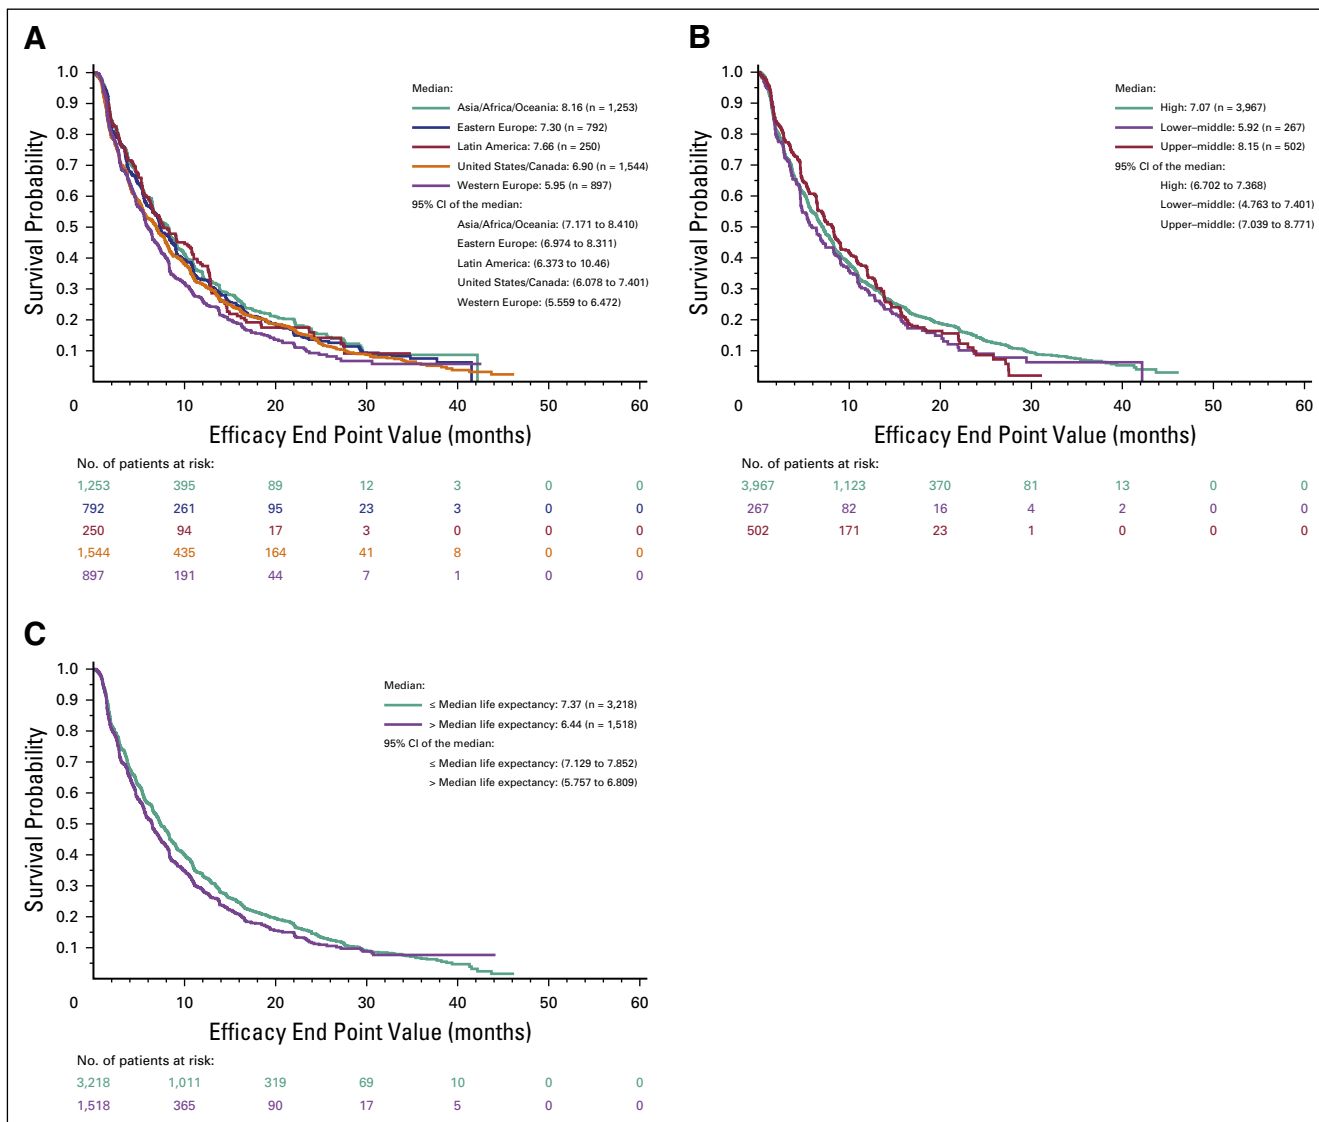 A
Survival Probability
1.0
0.9
0.8
0.7
0.6
0.5
0.4
0.3
0.2
0.1
0
10
20
30
40
50
60
Efficacy End Point Value (months)
Median:
Asia/Africa/Oceania: 8.16 (n = 1,253)
Eastern Europe: 7.30 (n = 792)
Latin America: 7.66 (n = 250)
United States/Canada: 6.90 (n = 1,544)
Western Europe: 5.95 (n = 897)
95% CI of the median:
Asia/Africa/Oceania: (7.171 to 8.410)
Eastern Europe: (6.974 to 8.311)
Latin America: (6.373 to 10.46)
United States/Canada: (6.078 to 7.401)
Western Europe: (5.559 to 6.472)
No. of patients at risk:
1,253 395 89 12 3 0 0
792 261 95 23 3 0 0
250 94 17 3 0 0 0
1,544 435 164 41 8 0 0
897 191 44 7 1 0 0
B
Survival Probability
1.0
0.9
0.8
0.7
0.6
0.5
0.4
0.3
0.2
0.1
0
10
20
30
40
50
60
Efficacy End Point Value (months)
Median:
High: 7.07 (n = 3,967)
Lower–middle: 5.92 (n = 267)
Upper–middle: 8.15 (n = 502)
95% CI of the median:
High: (6.702 to 7.368)
Lower–middle: (4.763 to 7.401)
Upper–middle: (7.039 to 8.771)
No. of patients at risk:
3,967 1,123 370 81 13 0 0
267 82 16 4 2 0 0
502 171 23 1 0 0 0
C
Survival Probability
1.0
0.9
0.8
0.7
0.6
0.5
0.4
0.3
0.2
0.1
0
10
20
30
40
50
60
Efficacy End Point Value (months)
Median:
≤ Median life expectancy: 7.37 (n = 3,218)
> Median life expectancy: 6.44 (n = 1,518)
95% CI of the median:
≤ Median life expectancy: (7.129 to 7.852)
> Median life expectancy: (5.757 to 6.809)
No. of patients at risk:
3,218 1,011 319 69 10 0 0
1,518 365 90 17 5 0 0